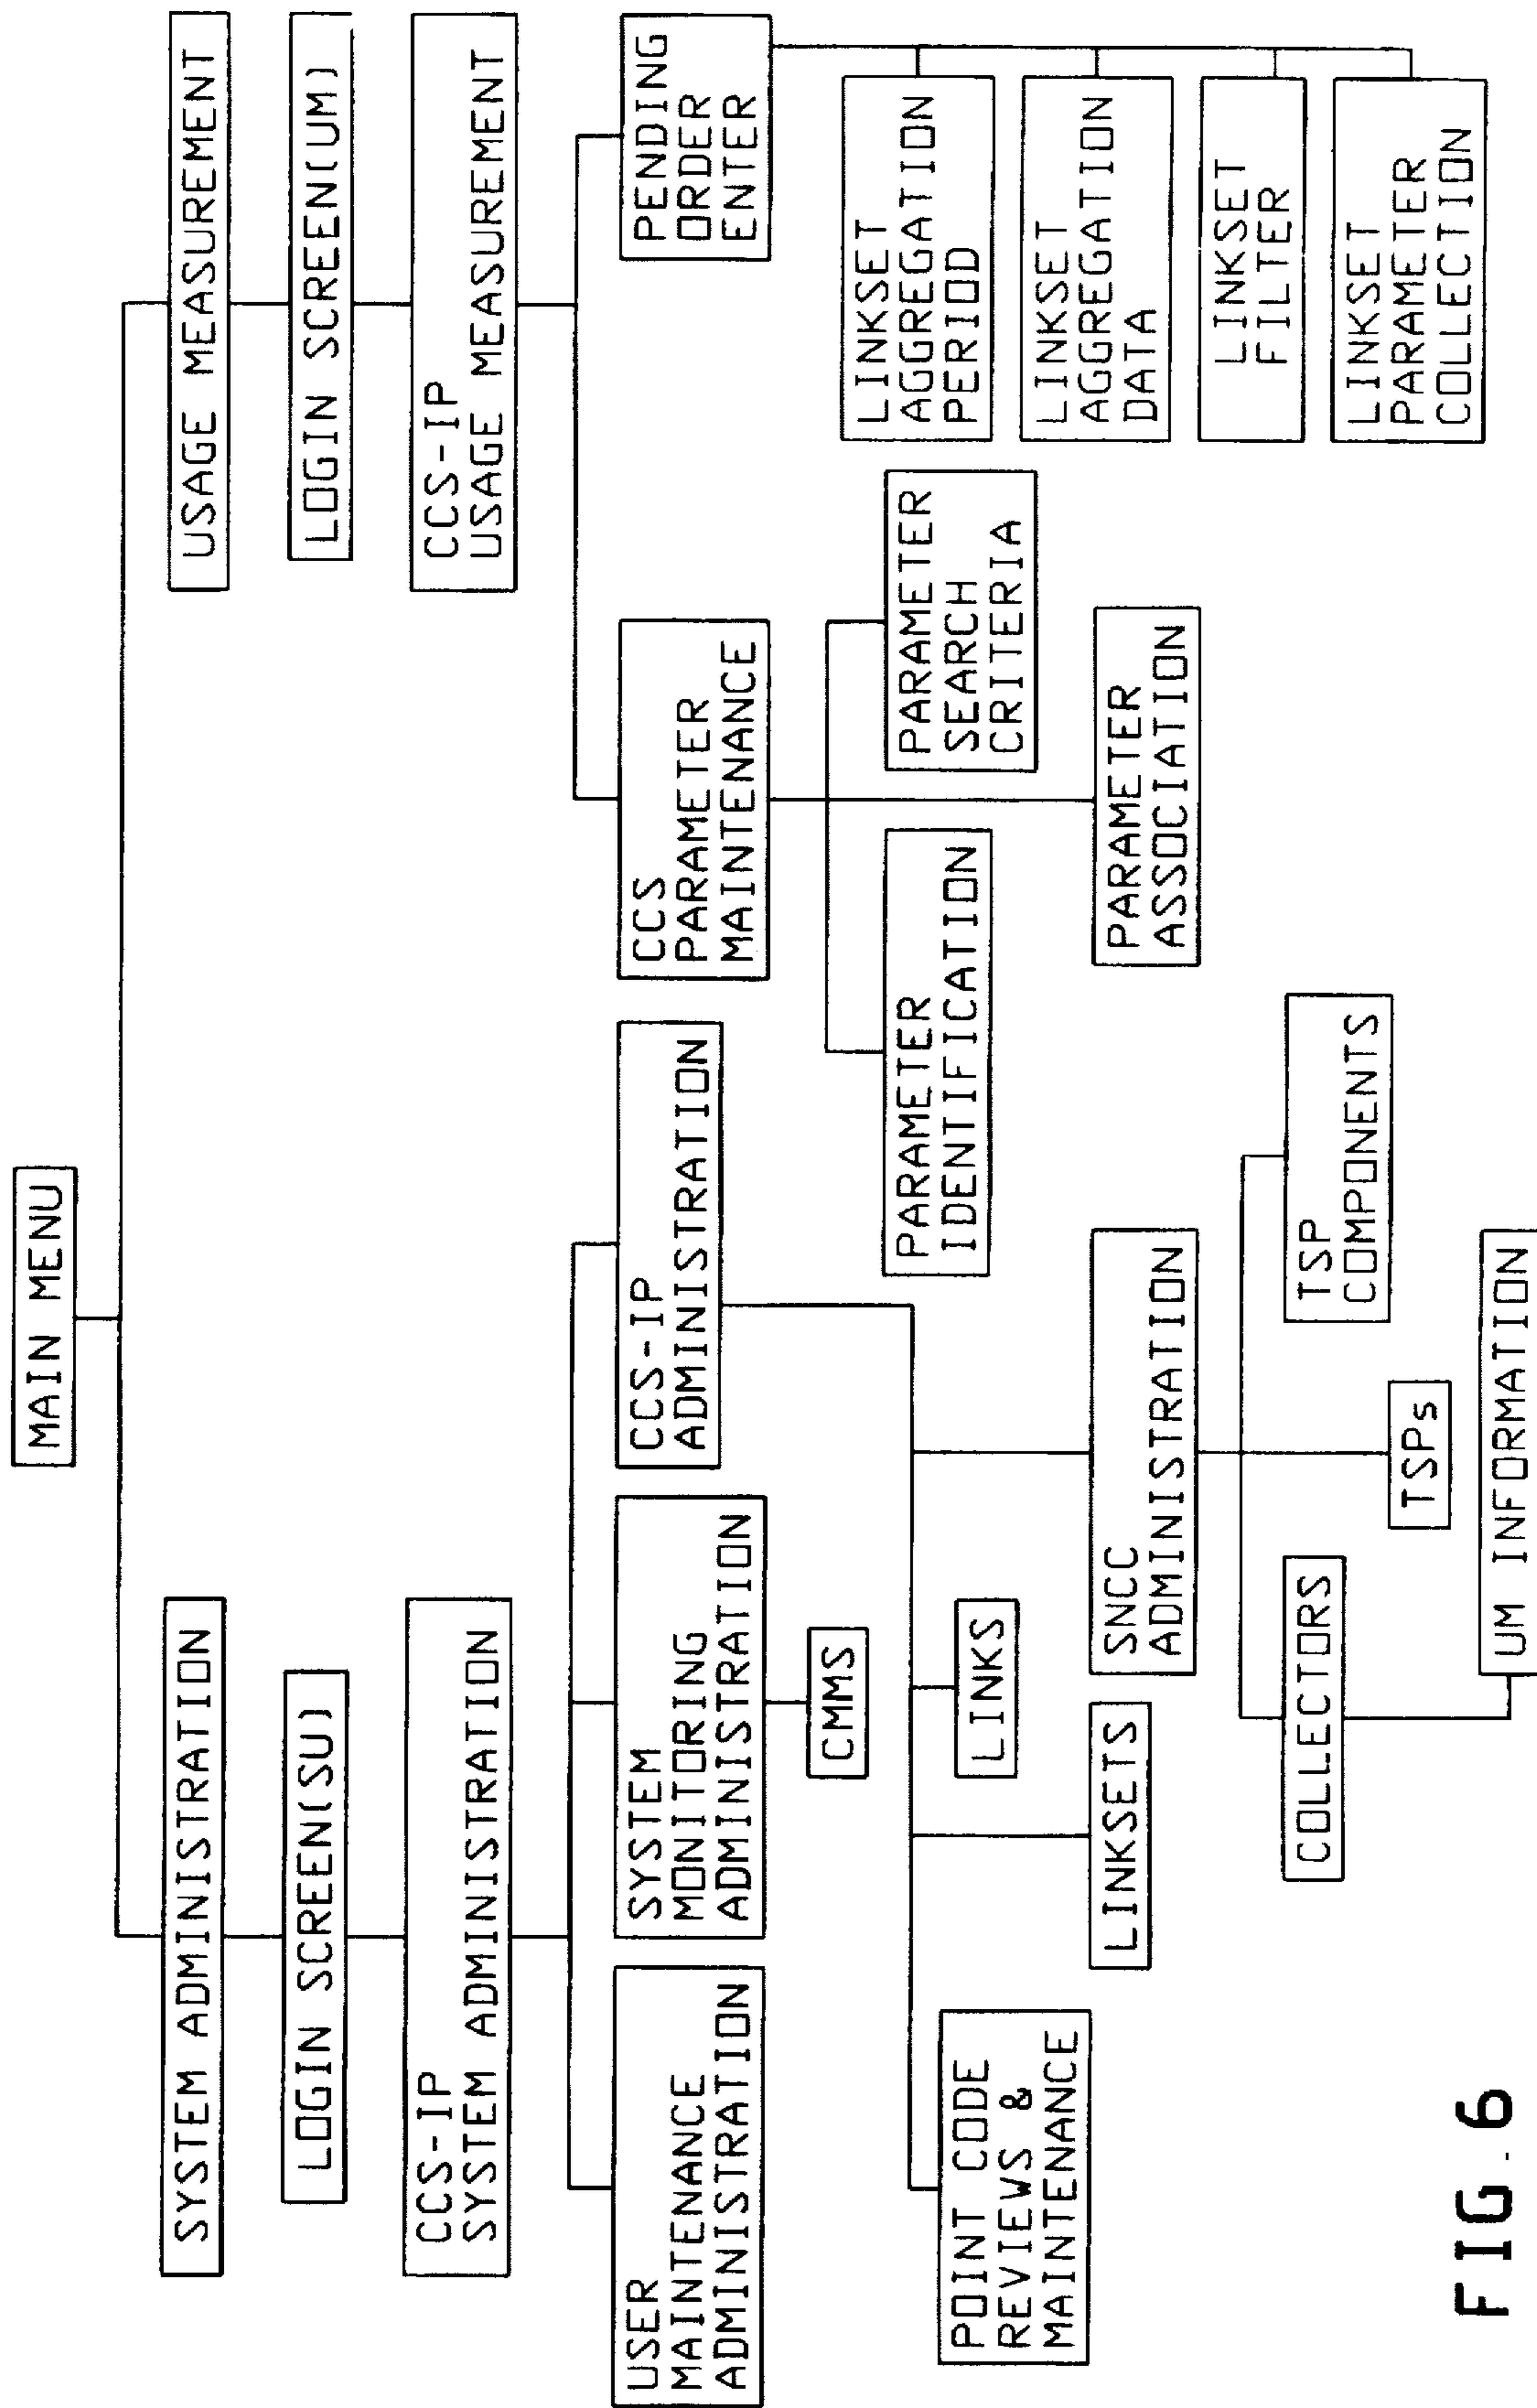 MAIN MENU
SYSTEM ADMINISTRATION
LOGIN SCREEN(SU)
CCS-IP
SYSTEM ADMINISTRATION
USER
MAINTENANCE
ADMINISTRATION
SYSTEM
MONITORING
ADMINISTRATION
CMMS
CCS-IP
ADMINISTRATION
POINT CODE
REVIEWS &
MAINTENANCE
LINKSETS
LINKS
SNCC
ADMINISTRATION
COLLECTORS
TSPs
TSP
COMPONENTS
UM INFORMATION
USAGE MEASUREMENT
LOGIN SCREEN(UM)
CCS-IP
USAGE MEASUREMENT
CCS
PARAMETER
MAINTENANCE
PARAMETER
IDENTIFICATION
PARAMETER
ASSOCIATION
PARAMETER
SEARCH
CRITERIA
PENDING
ORDER
ENTER
LINKSET
AGGREGATION
PERIOD
LINKSET
AGGREGATION
DATA
LINKSET
FILTER
LINKSET
PARAMETER
COLLECTION
FIG. 6